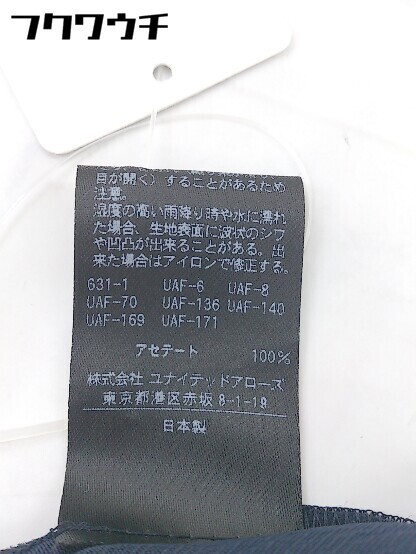 フクワウチ
目が開く）することがあるため
注意。
湿度の高い雨降り時や水に濡れ
た場合、生地表面に波状のシワ
や凹凸が出来ることがある。出
来た場合はアイロンで修正する。
631-1 UAF-6 UAF-8
UAF-70 UAF-136 UAF-140
UAF-169 UAF-171
アセテート 100%
株式会社 ユナイテッドアローズ
東京都港区赤坂 8-1-19
日本製